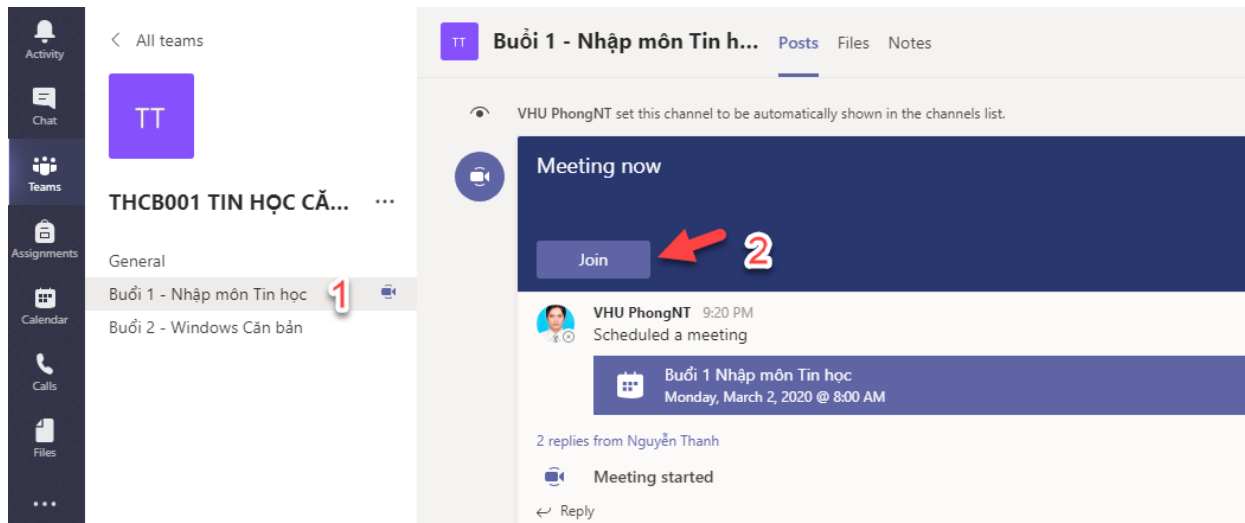 Activity
Chat
Teams
Assignments
Calendar
Calls
Files
All teams
TT
THCB001 TIN HỌC CĂ...
General
Buổi 1 - Nhập môn Tin học
1
Buổi 2 - Windows Căn bản
TT
Buổi 1 - Nhập môn Tin h...
Posts
Files
Notes
VHU PhongNT set this channel to be automatically shown in the channels list.
Meeting now
Join
2
VHU PhongNT 9:20 PM
Scheduled a meeting
Buổi 1 Nhập môn Tin học
Monday, March 2, 2020 @ 8:00 AM
2 replies from Nguyễn Thanh
Meeting started
Reply